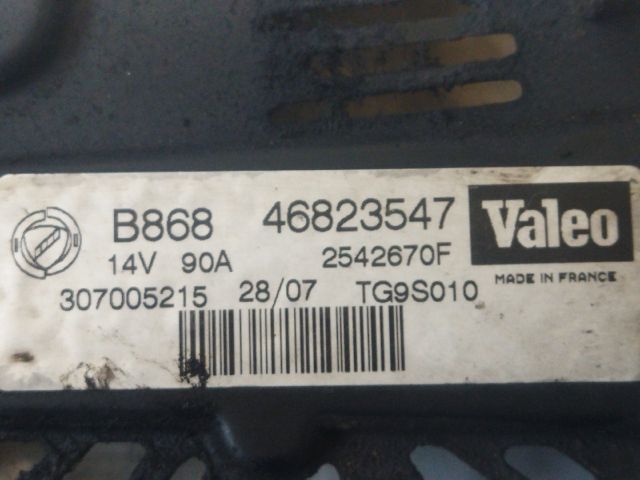 B868 46823547 Valeo
14V 90A 2542670F
MADE IN FRANCE
307005215 28/07 TG9S010